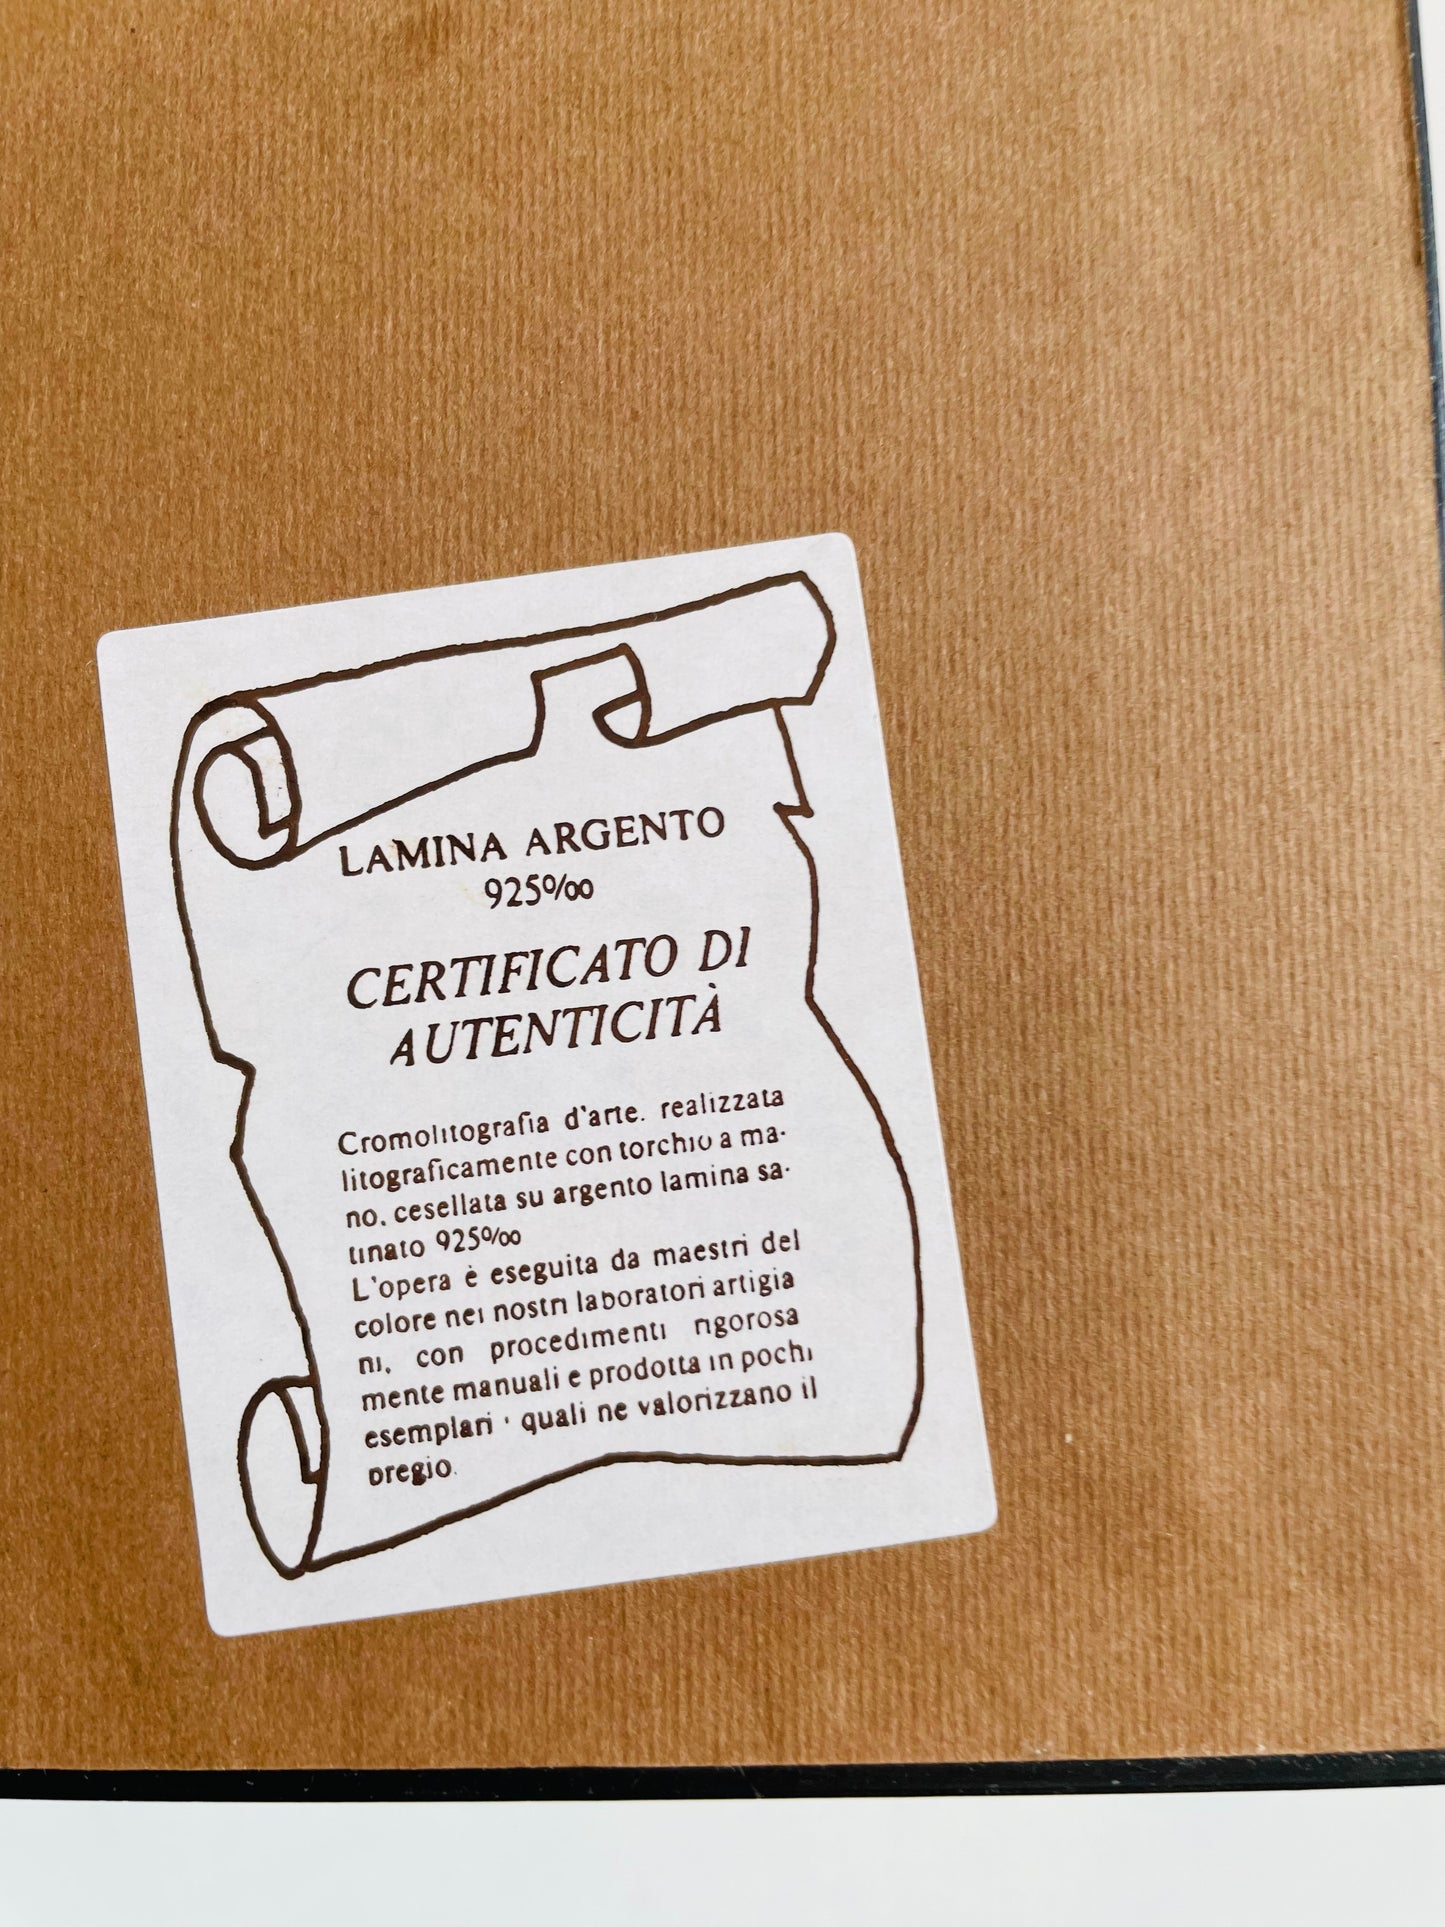 LAMINA ARGENTO
925‰
CERTIFICATO DI
AUTENTICITÀ
Cromolitografia d'arte. realizzata
litograficamente con torchio a ma-
no. cesellata su argento lamina sa-
tinato 925‰
L'opera è eseguita da maestri del
colore nei nostri laboratori artigia
ni, con procedimenti rigorosa
mente manuali e prodotta in pochi
esemplari i quali ne valorizzano il
pregio.